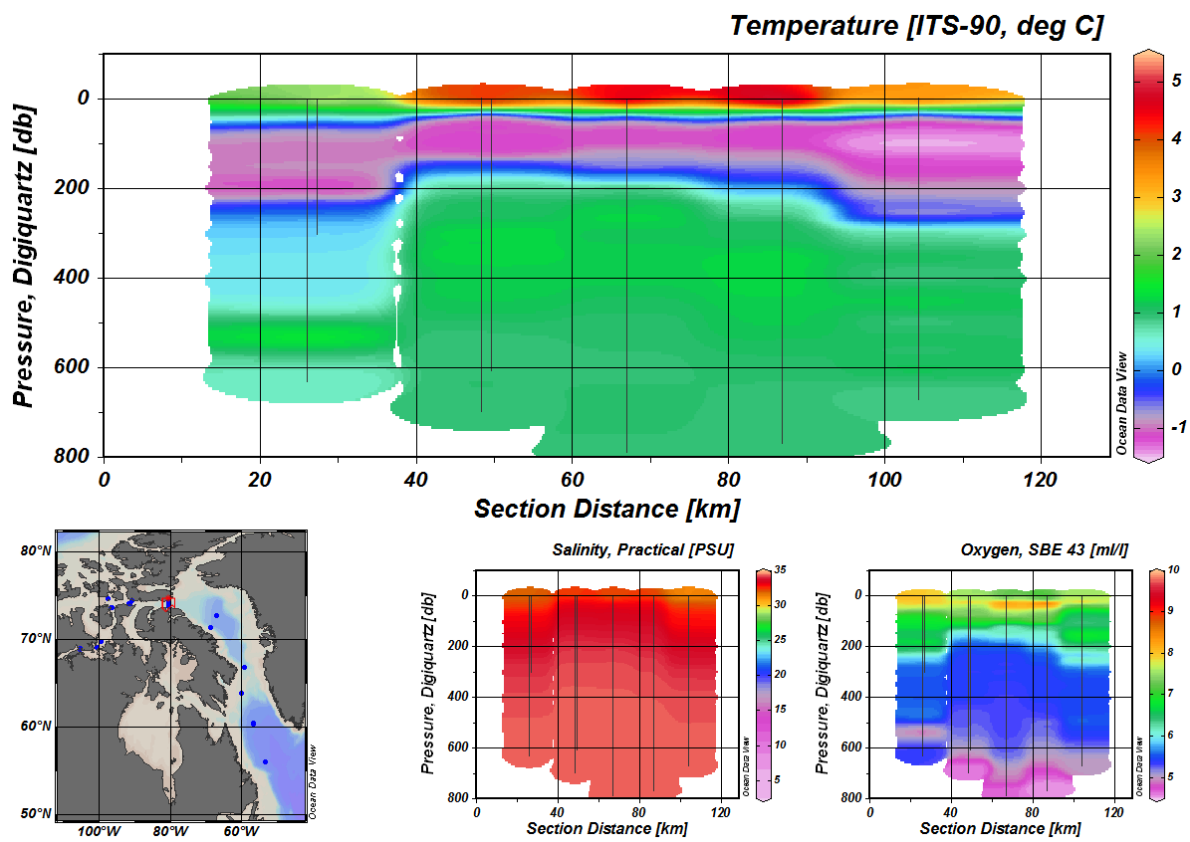 Temperature [ITS-90, deg C]
Pressure, Digiquartz [db]
0
200
400
600
800
0
20
40
60
80
100
120
Section Distance [km]
Ocean Data View
5
4
3
2
1
0
-1
80°N
70°N
60°N
50°N
100°W
80°W
60°W
Ocean Data View
Salinity, Practical [PSU]
Pressure, Digiquartz [db]
0
200
400
600
800
0
40
80
120
Section Distance [km]
Ocean Data View
35
30
25
20
15
10
5
Oxygen, SBE 43 [ml/l]
Pressure, Digiquartz [db]
0
200
400
600
800
0
40
80
120
Section Distance [km]
Ocean Data View
10
9
8
7
6
5